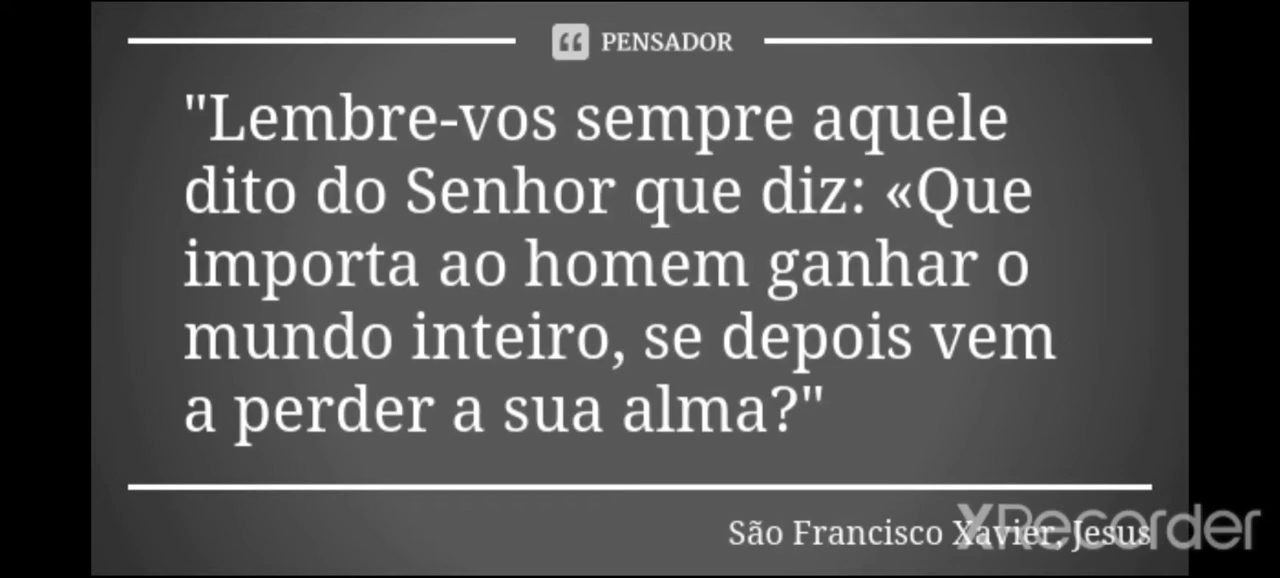 PENSADOR
"Lembre-vos sempre aquele
dito do Senhor que diz: «Que
importa ao homem ganhar o
mundo inteiro, se depois vem
a perder a sua alma?"
São Francisco Xavier, Jesus
XRecorder